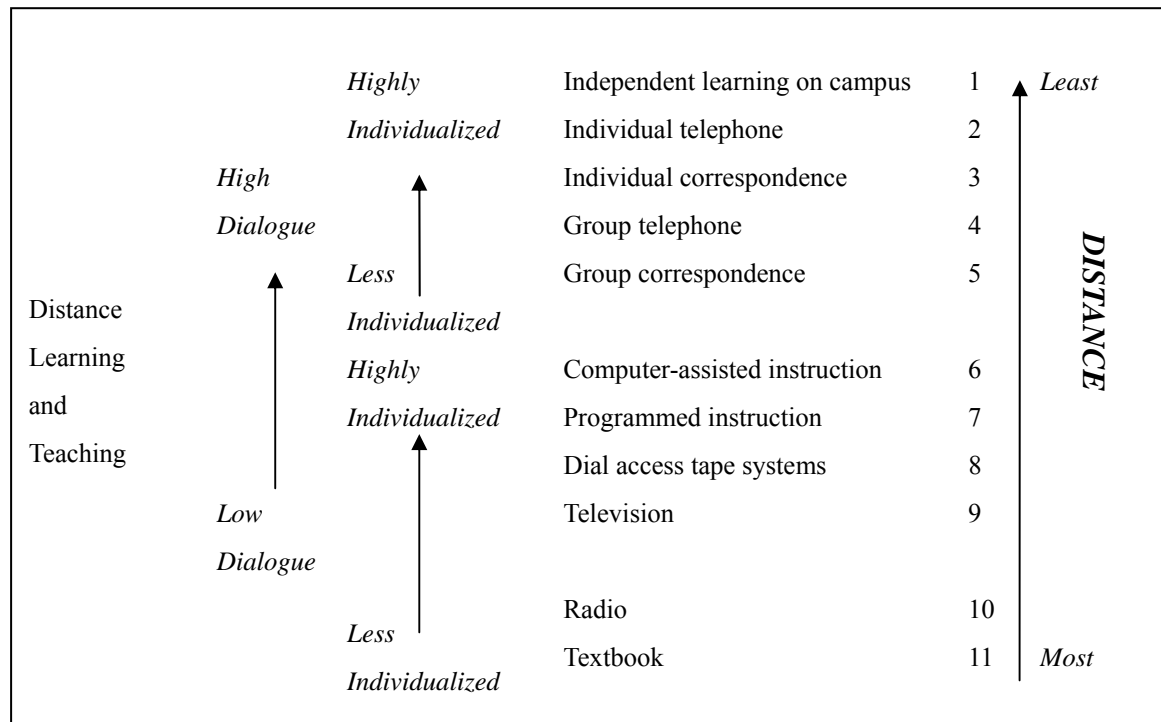 Highly Independent learning on campus 1 Least
Individualized Individual telephone 2
High Individual correspondence 3
Dialogue Group telephone 4
Less Group correspondence 5
Distance Individualized
Learning Highly Computer-assisted instruction 6
and Individualized Programmed instruction 7
Teaching Dial access tape systems 8
Low Television 9
Dialogue
Radio 10
Less
Textbook 11 Most
Individualized
DISTANCE